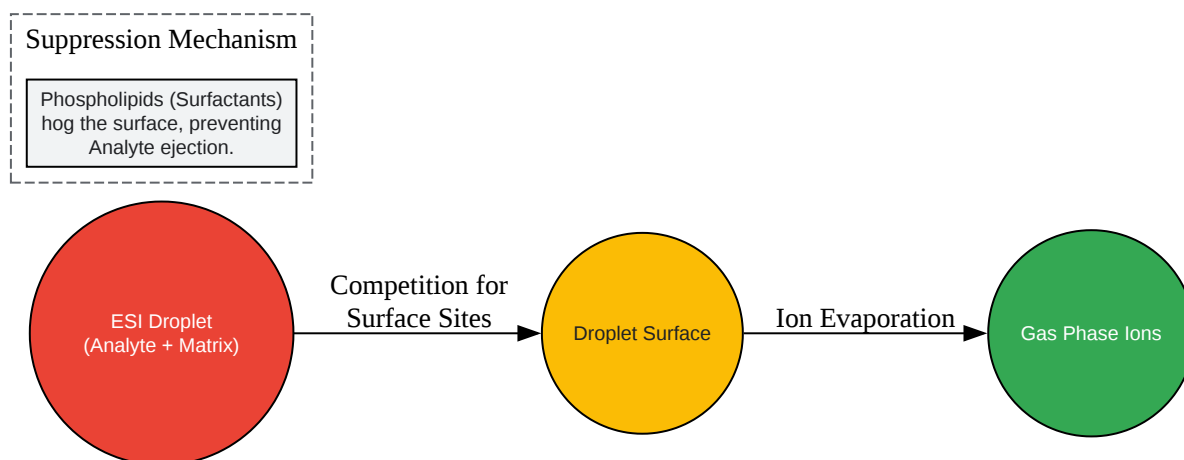 Suppression Mechanism
Phospholipids (Surfactants)
hog the surface, preventing
Analyte ejection.
ESI Droplet
(Analyte + Matrix)
Competition for
Surface Sites
Droplet Surface
Ion Evaporation
Gas Phase Ions